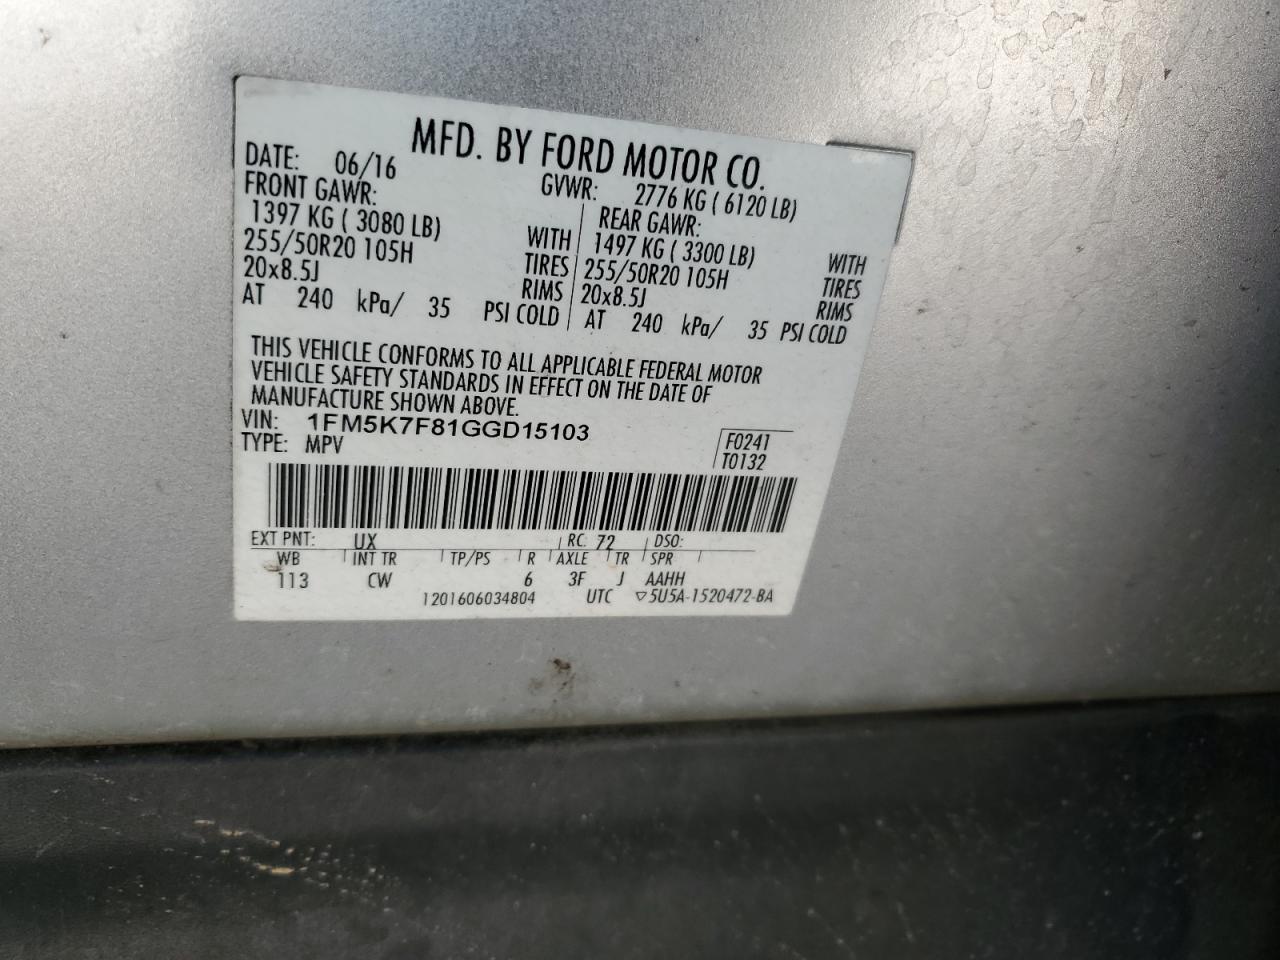 MFD. BY FORD MOTOR CO.
DATE: 06/16 GVWR: 2776 KG ( 6120 LB)
FRONT GAWR: REAR GAWR:
1397 KG ( 3080 LB) WITH 1497 KG ( 3300 LB) WITH
255/50R20 105H TIRES 255/50R20 105H TIRES
20x8.5J RIMS 20x8.5J RIMS
AT 240 kPa/ 35 PSI COLD AT 240 kPa/ 35 PSI COLD
THIS VEHICLE CONFORMS TO ALL APPLICABLE FEDERAL MOTOR
VEHICLE SAFETY STANDARDS IN EFFECT ON THE DATE OF
MANUFACTURE SHOWN ABOVE.
VIN: 1FM5K7F81GGD15103
TYPE: MPV
F0241
T0132
EXT PNT: UX RC: 72 DSO:
WB INT TR TP/PS R AXLE TR SPR
113 CW 6 3F J AAHH
1201606034804 UTC ▽5U5A-1520472-BA